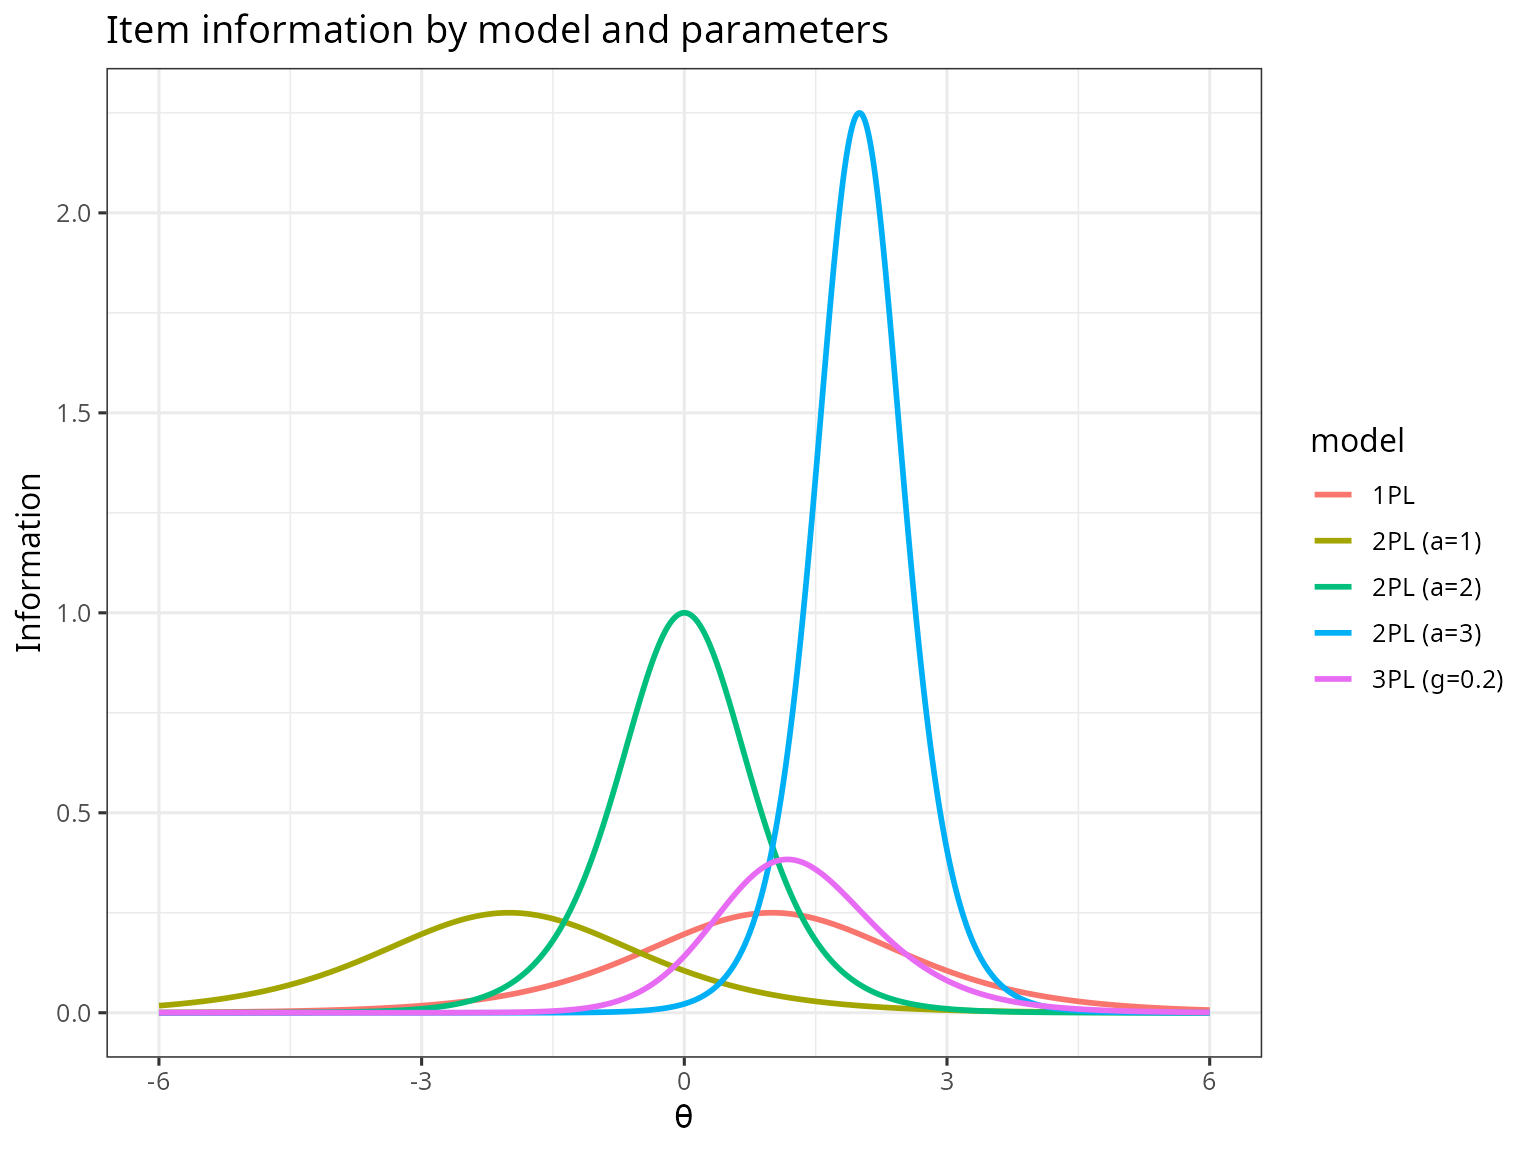 Item information by model and parameters
Information
2.0
1.5
1.0
0.5
0.0
-6 -3 0 3 6
θ
model
1PL
2PL (a=1)
2PL (a=2)
2PL (a=3)
3PL (g=0.2)